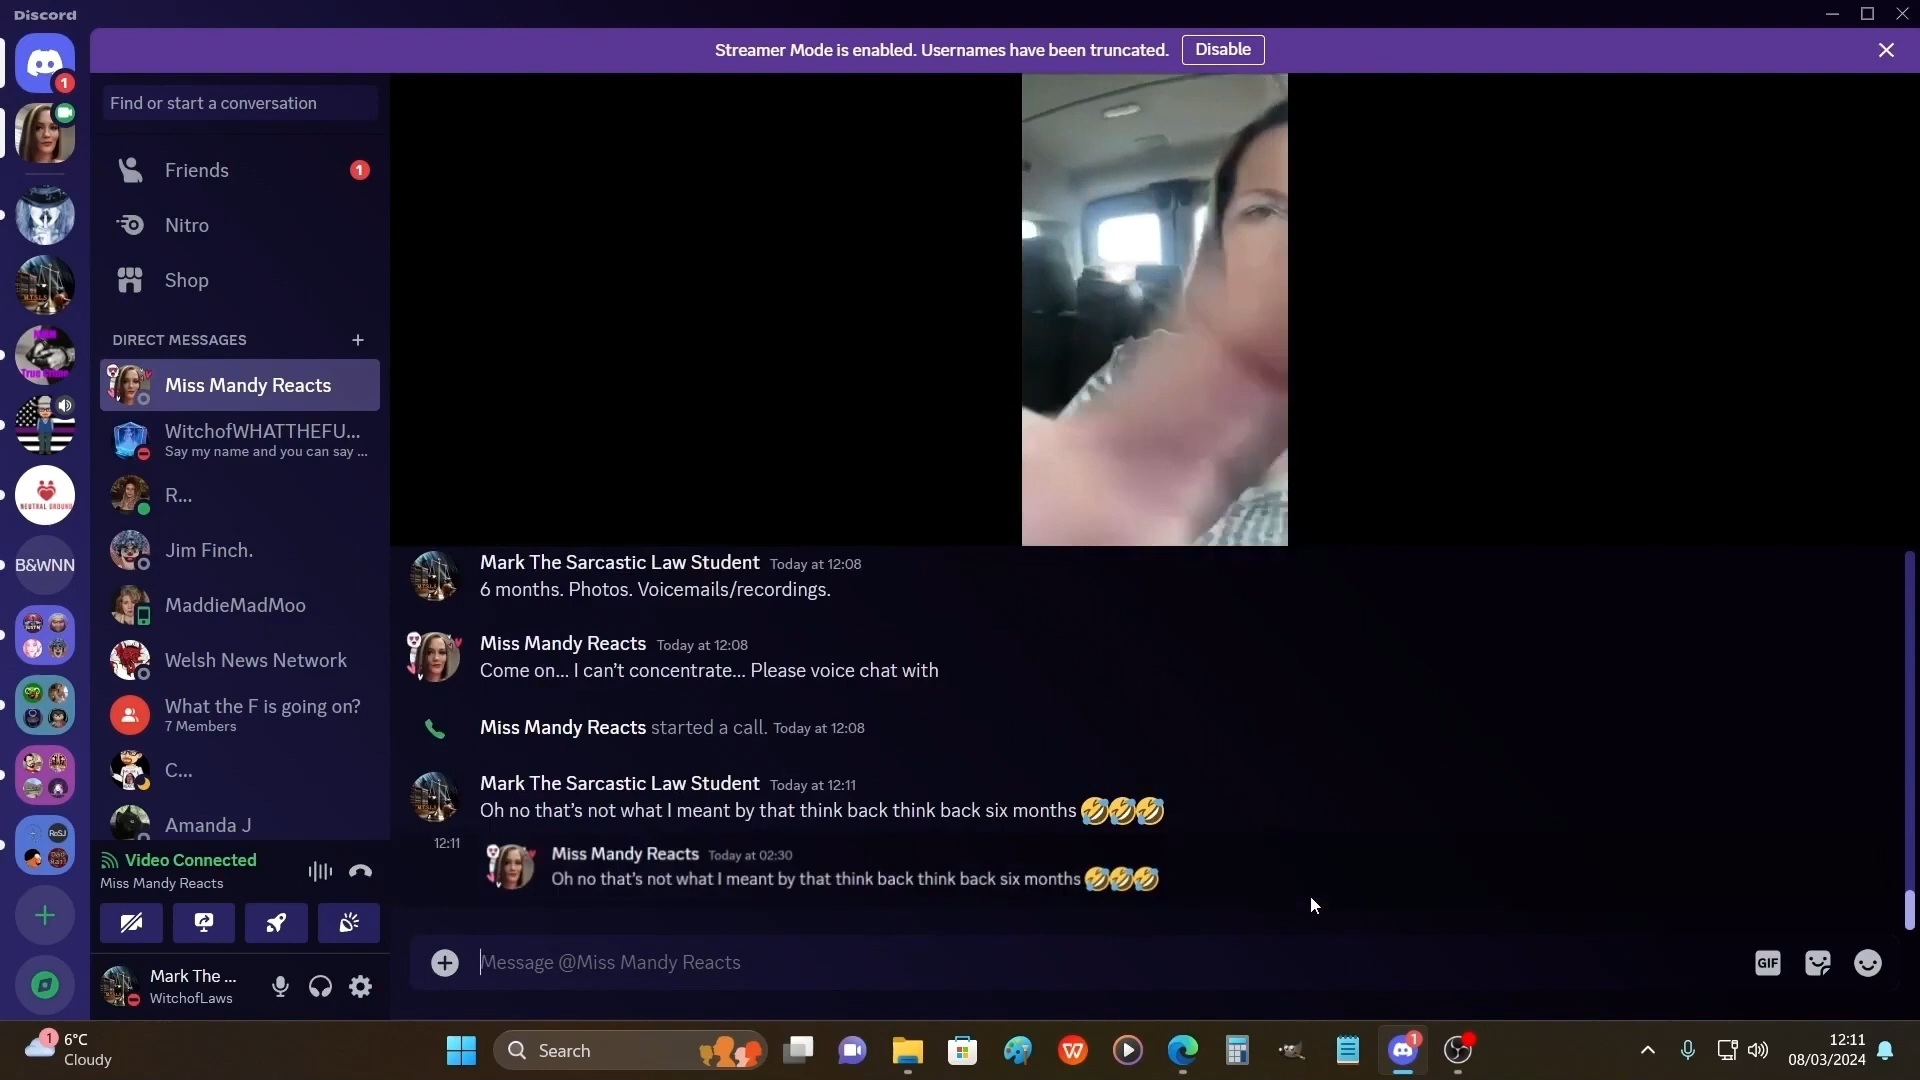 Discord
Streamer Mode is enabled. Usernames have been truncated.
Disable
1
Find or start a conversation
Friends
1
Nitro
Shop
DIRECT MESSAGES
Miss Mandy Reacts
WitchofWHATTHEFU...
Say my name and you can say ...
R...
Jim Finch.
MaddieMadMoo
NEUTRAL GROUND
B&WNN
Welsh News Network
What the F is going on?
7 Members
C...
Amanda J
Video Connected
Miss Mandy Reacts
Mark The ...
WitchofLaws
Mark The Sarcastic Law Student Today at 12:08
6 months. Photos. Voicemails/recordings.
Miss Mandy Reacts Today at 12:08
Come on... I can't concentrate... Please voice chat with
Miss Mandy Reacts started a call. Today at 12:08
Mark The Sarcastic Law Student Today at 12:11
Oh no that's not what I meant by that think back think back six months 🤣🤣🤣
12:11
Miss Mandy Reacts Today at 02:30
Oh no that's not what I meant by that think back think back six months 🤣🤣🤣
Message @Miss Mandy Reacts
GIF
1
6°C
Cloudy
Search
1
12:11
08/03/2024